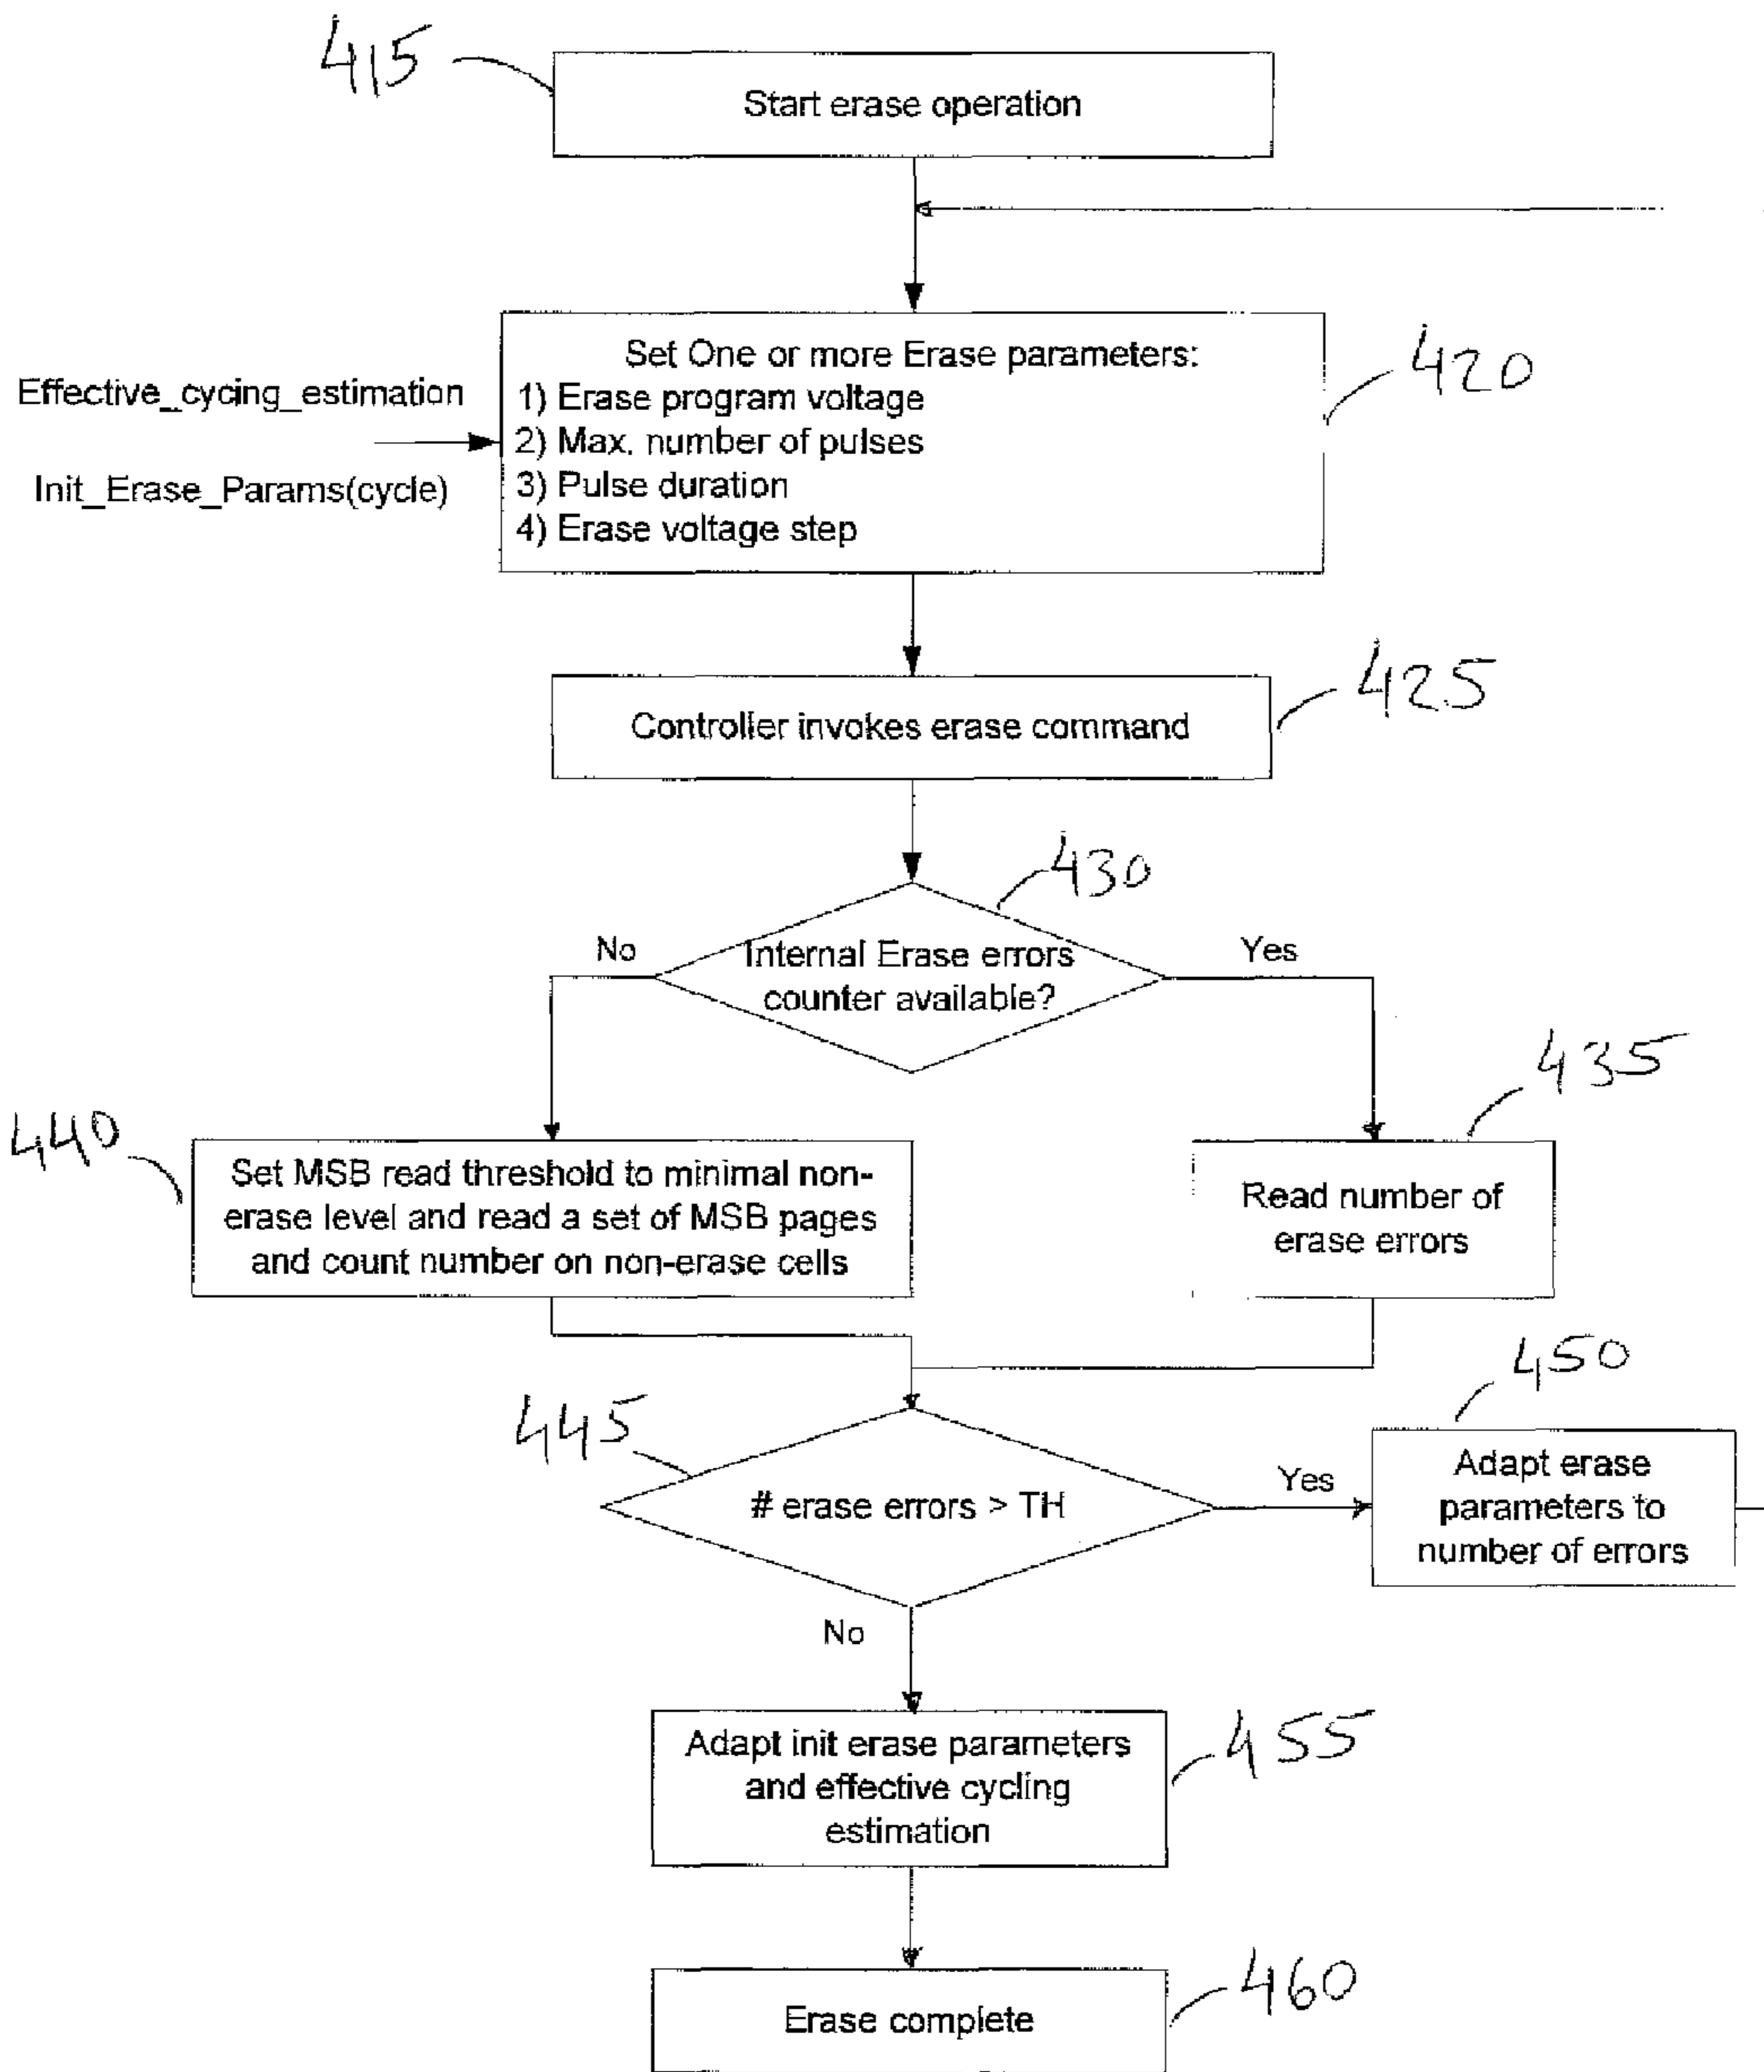 415
Start erase operation
Set One or more Erase parameters:
420
Effective_cycing_estimation
1) Erase program voltage
2) Max. number of pulses
Init_Erase_Params(cycle)
3) Pulse duration
4) Erase voltage step
425
Controller invokes erase command
430
No
Internal Erase errors
Yes
counter available?
435
440
Set MSB read threshold to minimal non-
erase level and read a set of MSB pages
and count number on non-erase cells
Read number of
erase errors
450
445
# erase errors > TH
Yes
Adapt erase
parameters to
number of errors
No
455
Adapt init erase parameters
and effective cycling
estimation
460
Erase complete